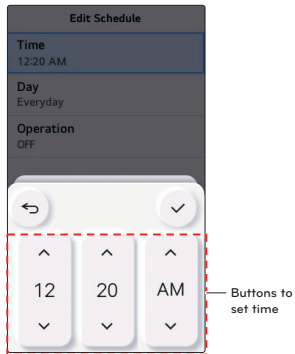 Edit Schedule
Time
12:20 AM
Day
Everyday
Operation
OFF
12 20 AM
Buttons to
set time